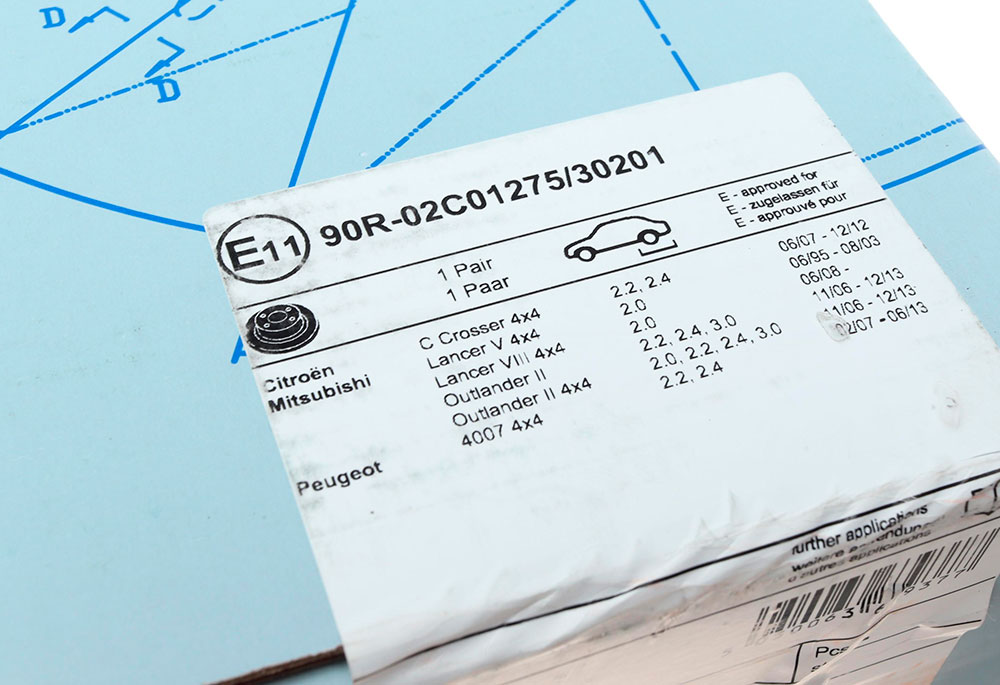 D
D
A
E11 90R-02C01275/30201
1 Pair
1 Paar
E - approved for
E - zugelassen für
E - approuvé pour
Citroën C Crosser 4x4 2.2, 2.4 06/07 - 12/12
Mitsubishi Lancer V 4x4 2.0 06/95 - 08/03
Lancer VIII 4x4 2.0 06/08 -
Outlander II 2.2, 2.4, 3.0 11/06 - 12/13
Outlander II 4x4 2.0, 2.2, 2.4, 3.0 11/06 - 12/13
Peugeot 4007 4x4 2.2, 2.4 02/07 - 06/13
further applications
weitere
autres applications
Pcs